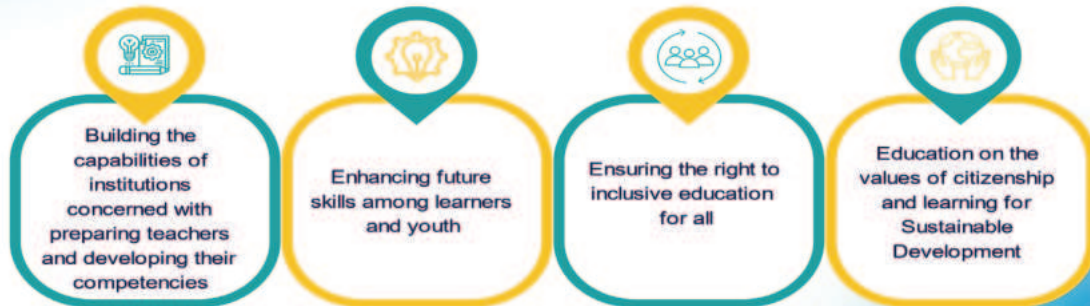 Building the
capabilities of
institutions
concerned with
preparing teachers
and developing their
competencies
Enhancing future
skills among learners
and youth
Ensuring the right to
inclusive education
for all
Education on the
values of citizenship
and learning for
Sustainable
Development